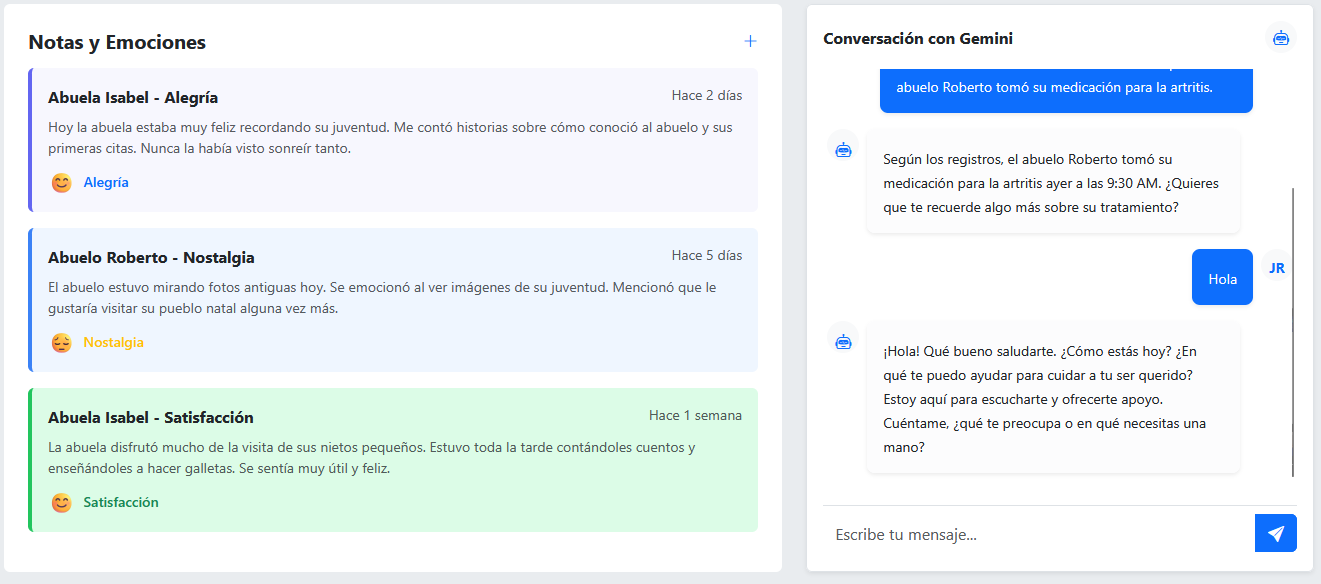 Notas y Emociones
Abuela Isabel - Alegría
Hace 2 días
Hoy la abuela estaba muy feliz recordando su juventud. Me contó historias sobre cómo conoció al abuelo y sus
primeras citas. Nunca la había visto sonreír tanto.
Alegría
Abuelo Roberto - Nostalgia
Hace 5 días
El abuelo estuvo mirando fotos antiguas hoy. Se emocionó al ver imágenes de su juventud. Mencionó que le
gustaría visitar su pueblo natal alguna vez más.
Nostalgia
Abuela Isabel - Satisfacción
Hace 1 semana
La abuela disfrutó mucho de la visita de sus nietos pequeños. Estuvo toda la tarde contándoles cuentos y
enseñándoles a hacer galletas. Se sentía muy útil y feliz.
Satisfacción
Conversación con Gemini
abuelo Roberto tomó su medicación para la artritis.
Según los registros, el abuelo Roberto tomó su
medicación para la artritis ayer a las 9:30 AM. ¿Quieres
que te recuerde algo más sobre su tratamiento?
Hola
JR
¡Hola! Qué bueno saludarte. ¿Cómo estás hoy? ¿En
qué te puedo ayudar para cuidar a tu ser querido?
Estoy aquí para escucharte y ofrecerte apoyo.
Cuéntame, ¿qué te preocupa o en qué necesitas una
mano?
Escribe tu mensaje...